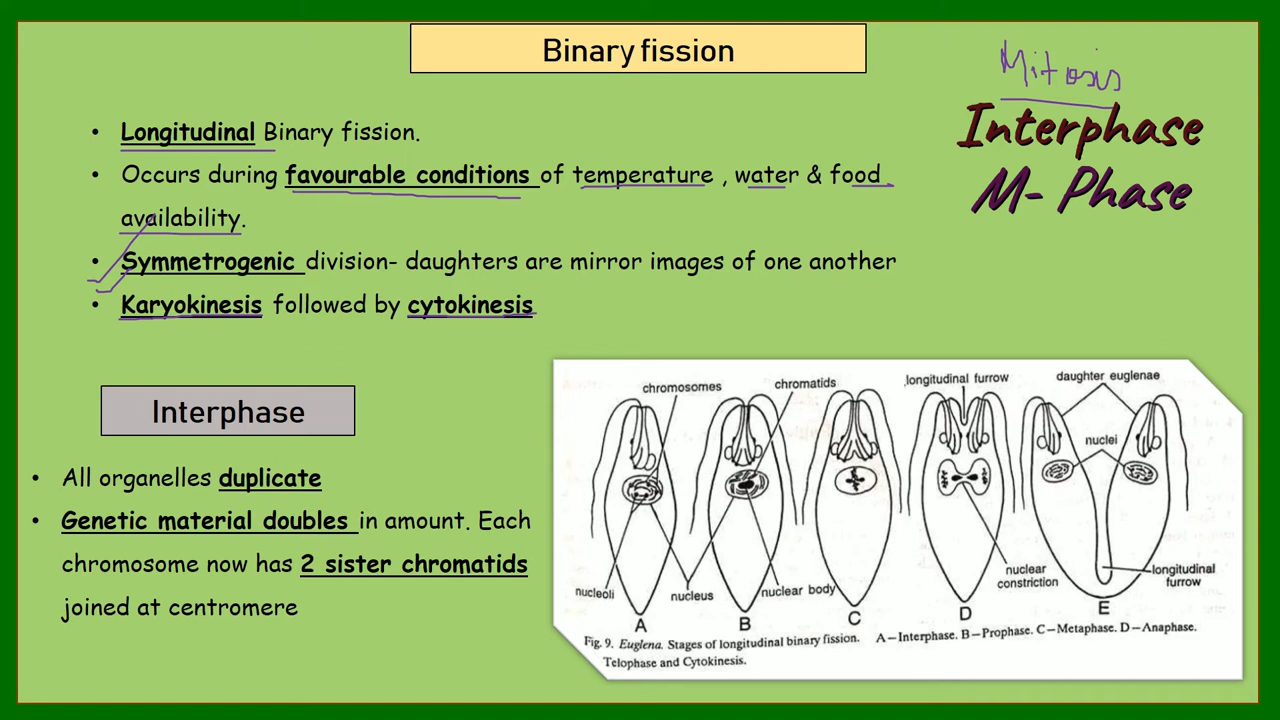 Binary fission
Mitosis
Interphase
M- Phase
• Longitudinal Binary fission.
• Occurs during favourable conditions of temperature , water & food
availability.
• Symmetrogenic division- daughters are mirror images of one another
• Karyokinesis followed by cytokinesis
Interphase
• All organelles duplicate
• Genetic material doubles in amount. Each
chromosome now has 2 sister chromatids
joined at centromere
chromosomes
chromatids
longitudinal furrow
daughter euglenae
nuclei
nucleoli
nucleus
nuclear body
nuclear
constriction
longitudinal
furrow
A
B
C
D
E
Fig. 9. Euglena. Stages of longitudinal binary fission. A—Interphase. B—Prophase. C—Metaphase. D—Anaphase.
Telophase and Cytokinesis.